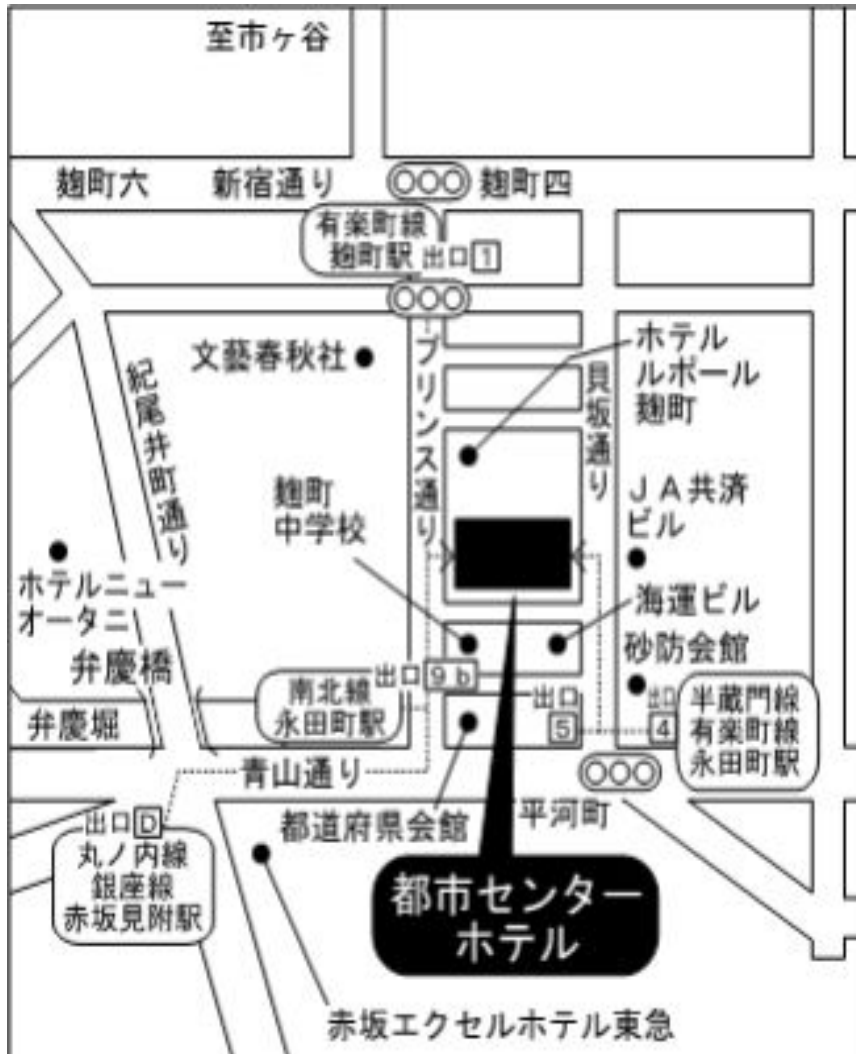 至市ヶ谷
麹町六
新宿通り
麹町四
有楽町線
麹町駅
出口1
文藝春秋社
紀尾井町通り
プリンス通り
貝坂通り
ホテル
ルポール
麹町
麹町
中学校
JA共済
ビル
ホテルニュー
オータニ
海運ビル
弁慶橋
砂防会館
出口9b
南北線
永田町駅
出口
5
出口
4
半蔵門線
有楽町線
永田町駅
弁慶堀
青山通り
都道府県会館
平河町
出口D
丸ノ内線
銀座線
赤坂見附駅
都市センター
ホテル
赤坂エクセルホテル東急